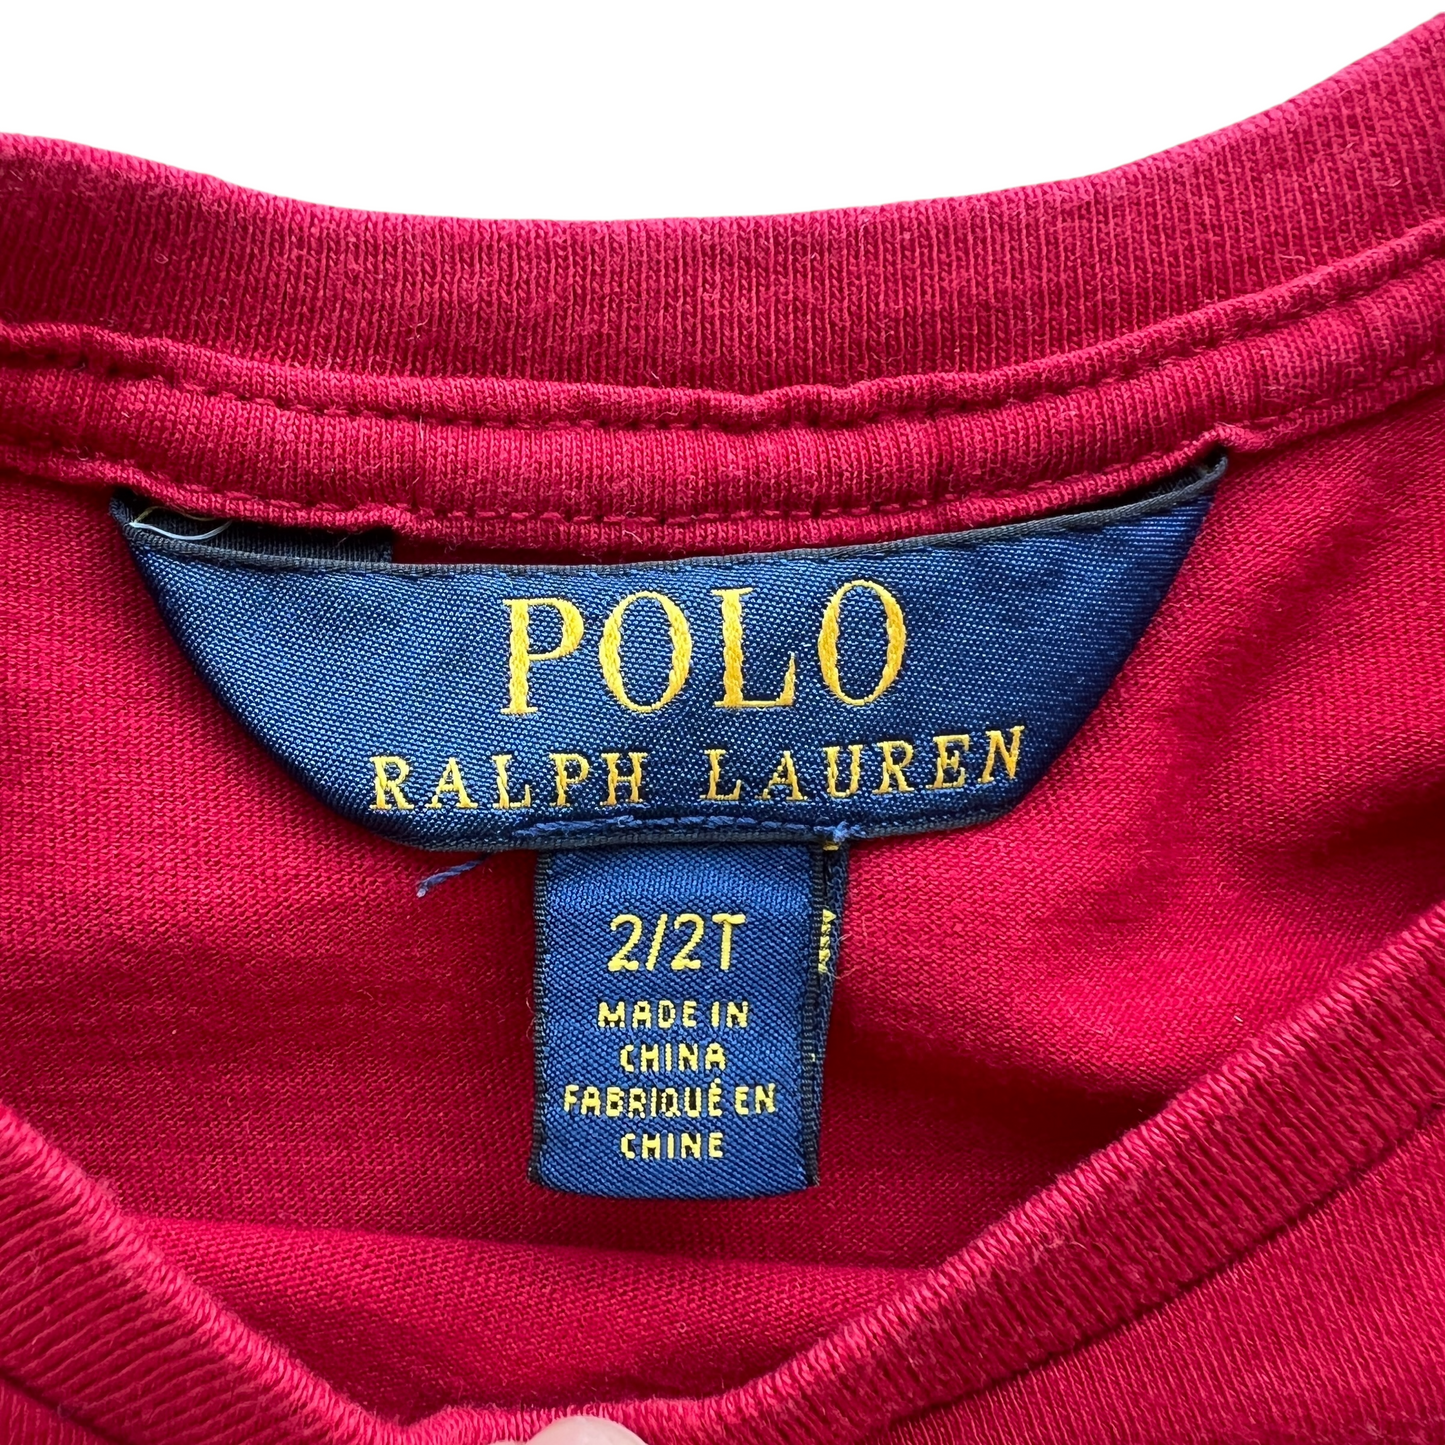 POLO
RALPH LAUREN
2/2T
MADE IN
CHINA
FABRIQUÉ EN
CHINE